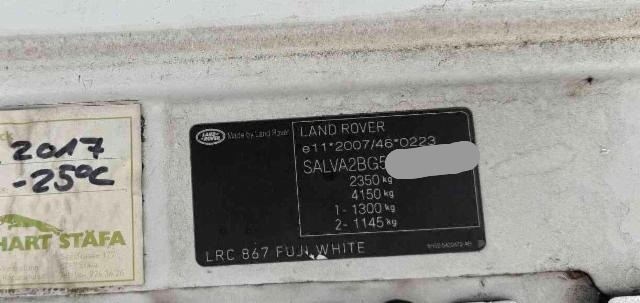 2017
-25°C
HART STÄFA
LAND ROVER
Made by Land Rover
LAND ROVER
e11*2007/46*0223
SALVA2BG5
2350 kg
4150 kg
1- 1300 kg
2- 1145 kg
LRC 867 FUJI WHITE